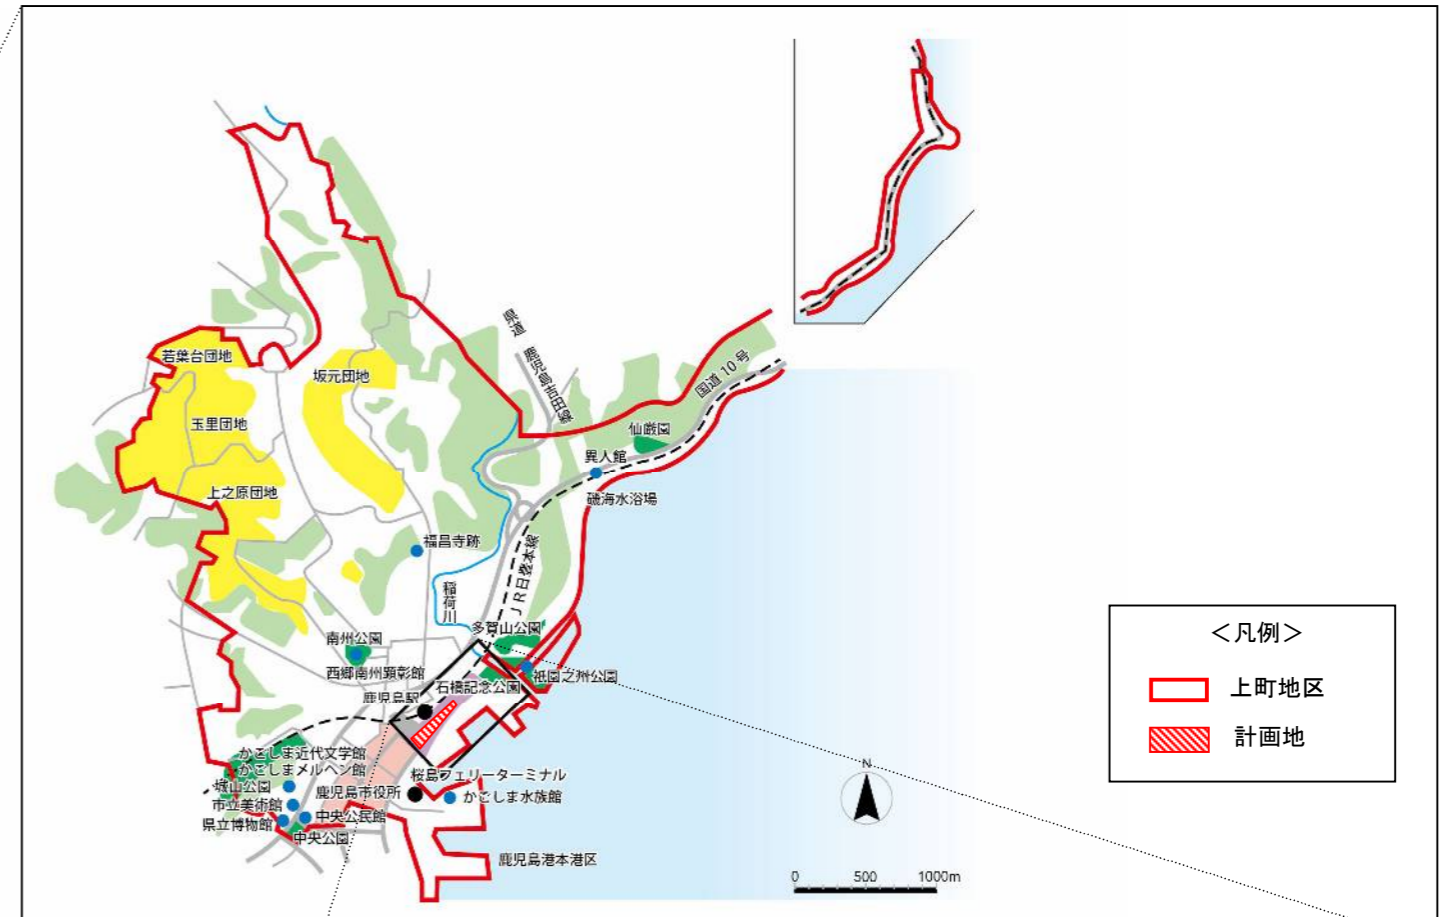 県道 鹿児島吉田線
国道10号
若葉台団地
坂元団地
玉里団地
仙巌園
異人館
上之原団地
磯海水浴場
福昌寺跡
JR日豊本線
稲荷川
多賀山公園
南州公園
西郷南州顕彰館
石橋記念公園
祇園之洲公園
鹿児島駅
かごしま近代文学館
かごしまメルヘン館
城山公園
桜島フェリーターミナル
鹿児島市役所
かごしま水族館
市立美術館
中央公民館
県立博物館
中央公園
鹿児島港本港区
N
0 500 1000m
＜凡例＞
上町地区
計画地